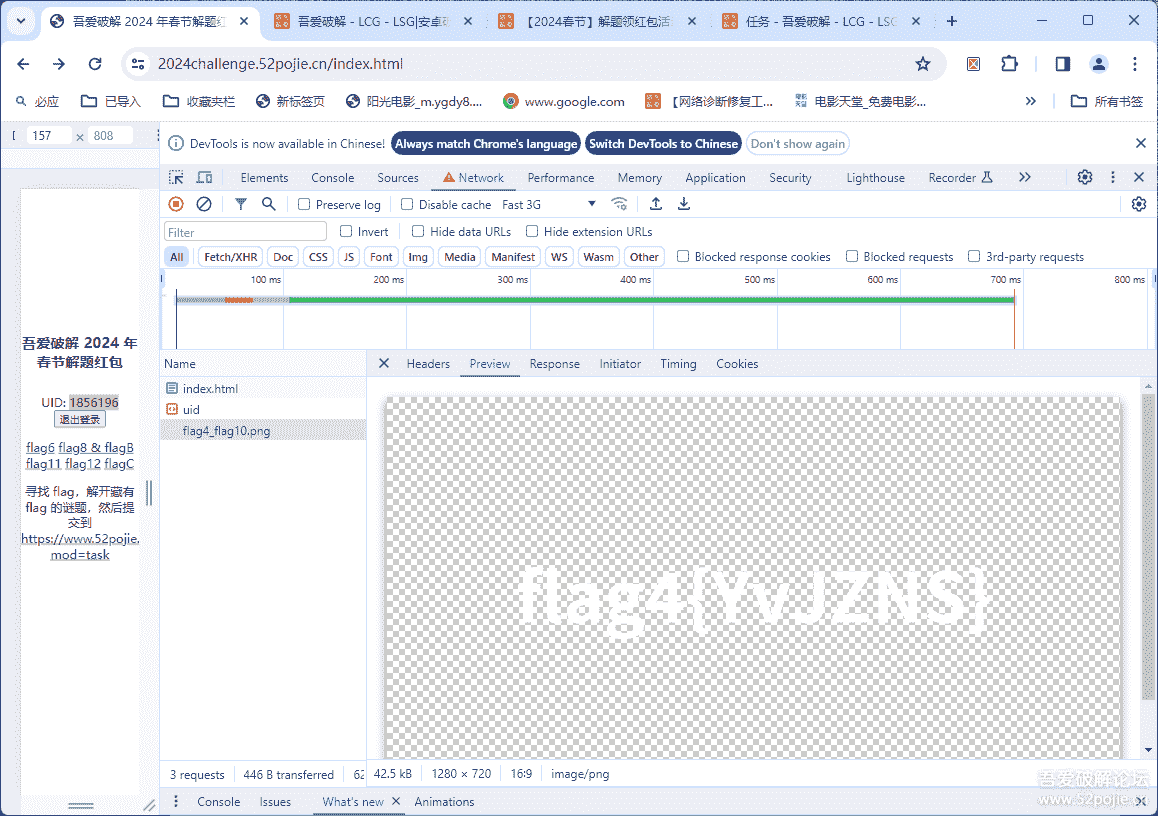 吾爱破解 2024 年春节解题红
吾爱破解 - LCG - LSG|安卓破
【2024春节】解题领红包活
任务 - 吾爱破解 - LCG - LSG
2024challenge.52pojie.cn/index.html
必应 已导入 收藏夹栏 新标签页 阳光电影_m.ygdy8.... www.google.com 【网络诊断修复工... 电影天堂_免费电影... » 所有书签
157 × 808
DevTools is now available in Chinese! Always match Chrome's language Switch DevTools to Chinese Don't show again
Elements Console Sources Network Performance Memory Application Security Lighthouse Recorder »
Preserve log Disable cache Fast 3G
Filter Invert Hide data URLs Hide extension URLs
All Fetch/XHR Doc CSS JS Font Img Media Manifest WS Wasm Other Blocked response cookies Blocked requests 3rd-party requests
100 ms 200 ms 300 ms 400 ms 500 ms 600 ms 700 ms 800 ms
吾爱破解 2024 年
春节解题红包
UID: 1856196
退出登录
flag6 flag8 & flagB
flag11 flag12 flagC
寻找 flag，解开藏有
flag 的谜题，然后提
交到
https://www.52pojie.
mod=task
Name
index.html
uid
flag4_flag10.png
Headers Preview Response Initiator Timing Cookies
flag4{YvJZNS}
3 requests 446 B transferred 62
42.5 kB 1280 × 720 16:9 image/png
Console Issues What's new Animations
吾爱破解论坛
www.52pojie.cn